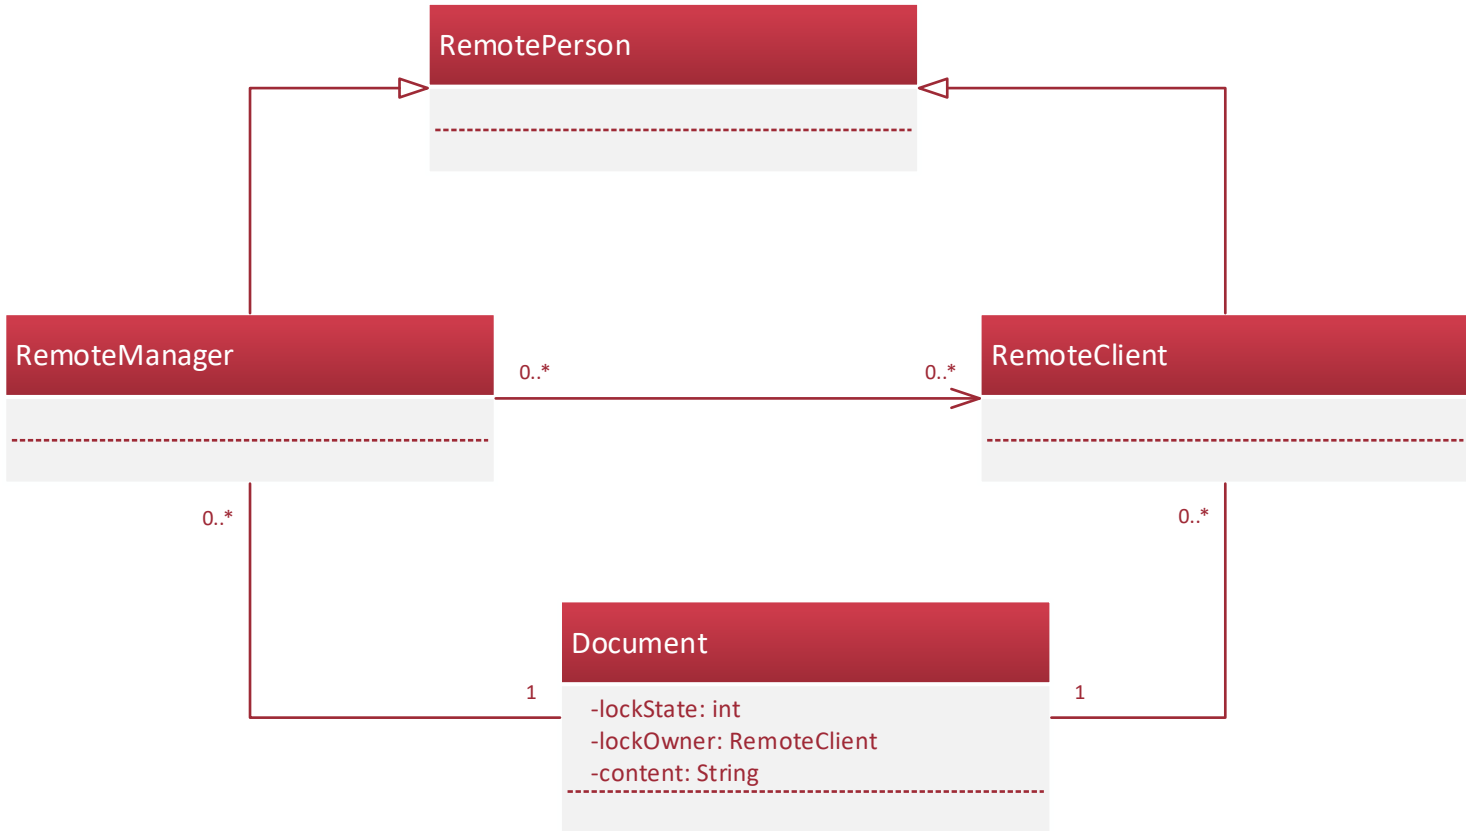 RemotePerson
RemoteManager
0..*
0..*
RemoteClient
0..*
0..*
Document
1
1
-lockState: int
-lockOwner: RemoteClient
-content: String